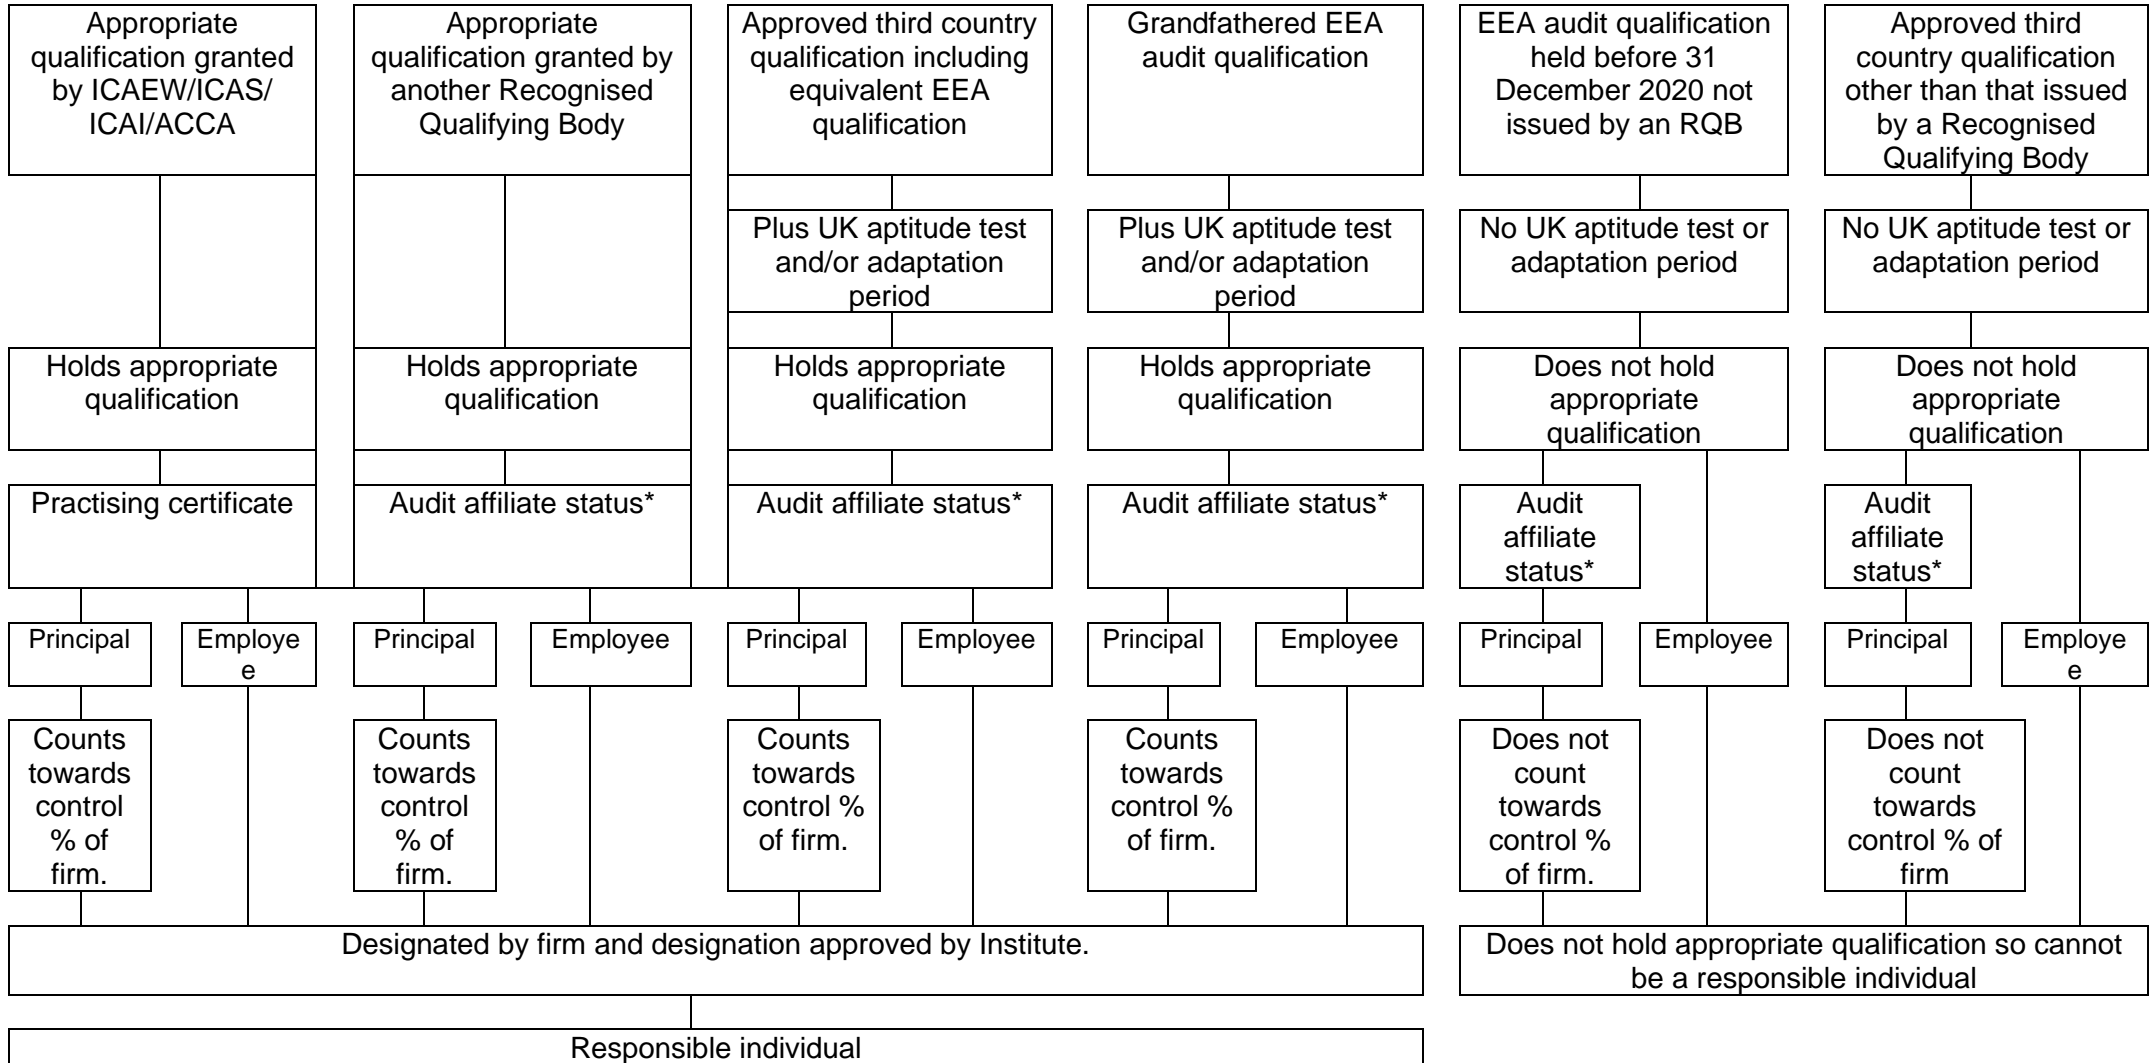 Appropriate
qualification granted
by ICAEW/ICAS/
ICAI/ACCA
Appropriate
qualification granted by
another Recognised
Qualifying Body
Approved third country
qualification including
equivalent EEA
qualification
Grandfathered EEA
audit qualification
EEA audit qualification
held before 31
December 2020 not
issued by an RQB
Approved third
country qualification
other than that issued
by a Recognised
Qualifying Body
Plus UK aptitude test
and/or adaptation
period
Plus UK aptitude test
and/or adaptation
period
No UK aptitude test or
adaptation period
No UK aptitude test or
adaptation period
Holds appropriate
qualification
Holds appropriate
qualification
Holds appropriate
qualification
Holds appropriate
qualification
Does not hold
appropriate
qualification
Does not hold
appropriate
qualification
Practising certificate
Audit affiliate status*
Audit affiliate status*
Audit affiliate status*
Audit
affiliate
status*
Audit
affiliate
status*
Principal
Employe
e
Principal
Employee
Principal
Employee
Principal
Employee
Principal
Employee
Principal
Employe
e
Counts
towards
control
% of
firm.
Counts
towards
control
% of
firm.
Counts
towards
control %
of firm.
Counts
towards
control %
of firm.
Does not
count
towards
control %
of firm.
Does not
count
towards
control % of
firm
Designated by firm and designation approved by Institute.
Does not hold appropriate qualification so cannot
be a responsible individual
Responsible individual